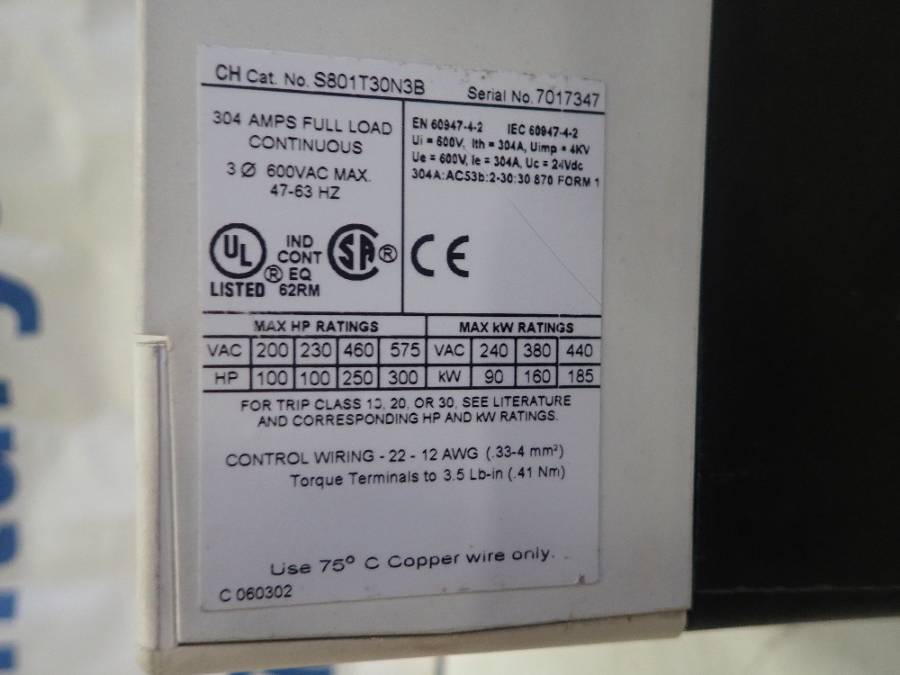 CH Cat. No. S801T30N3B Serial No. 7017347
304 AMPS FULL LOAD
CONTINUOUS
3 Ø 600VAC MAX.
47-63 HZ
EN 60947-4-2 IEC 60947-4-2
Ui = 600V, Ith = 304A, Uimp = 4KV
Ue = 600V, Ie = 304A, Uc = 24Vdc
304A:AC53b:2-30:30 870 FORM 1
UL ®
LISTED
IND
CONT
EQ
62RM
SA ®
CE
MAX HP RATINGS MAX kW RATINGS
VAC 200 230 460 575 VAC 240 380 440
HP 100 100 250 300 kW 90 160 185
FOR TRIP CLASS 10, 20, OR 30, SEE LITERATURE
AND CORRESPONDING HP AND kW RATINGS.
CONTROL WIRING - 22 - 12 AWG (.33-4 mm²)
Torque Terminals to 3.5 Lb-in (.41 Nm)
Use 75° C Copper wire only.
C 060302